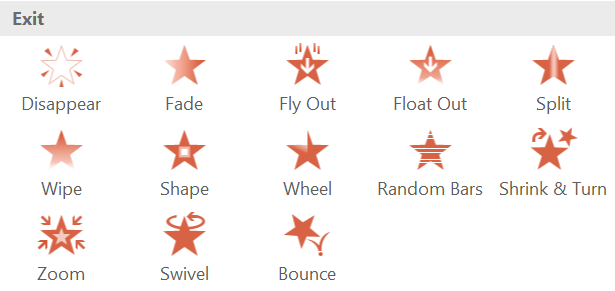 Exit
Disappear Fade Fly Out Float Out Split
Wipe Shape Wheel Random Bars Shrink & Turn
Zoom Swivel Bounce